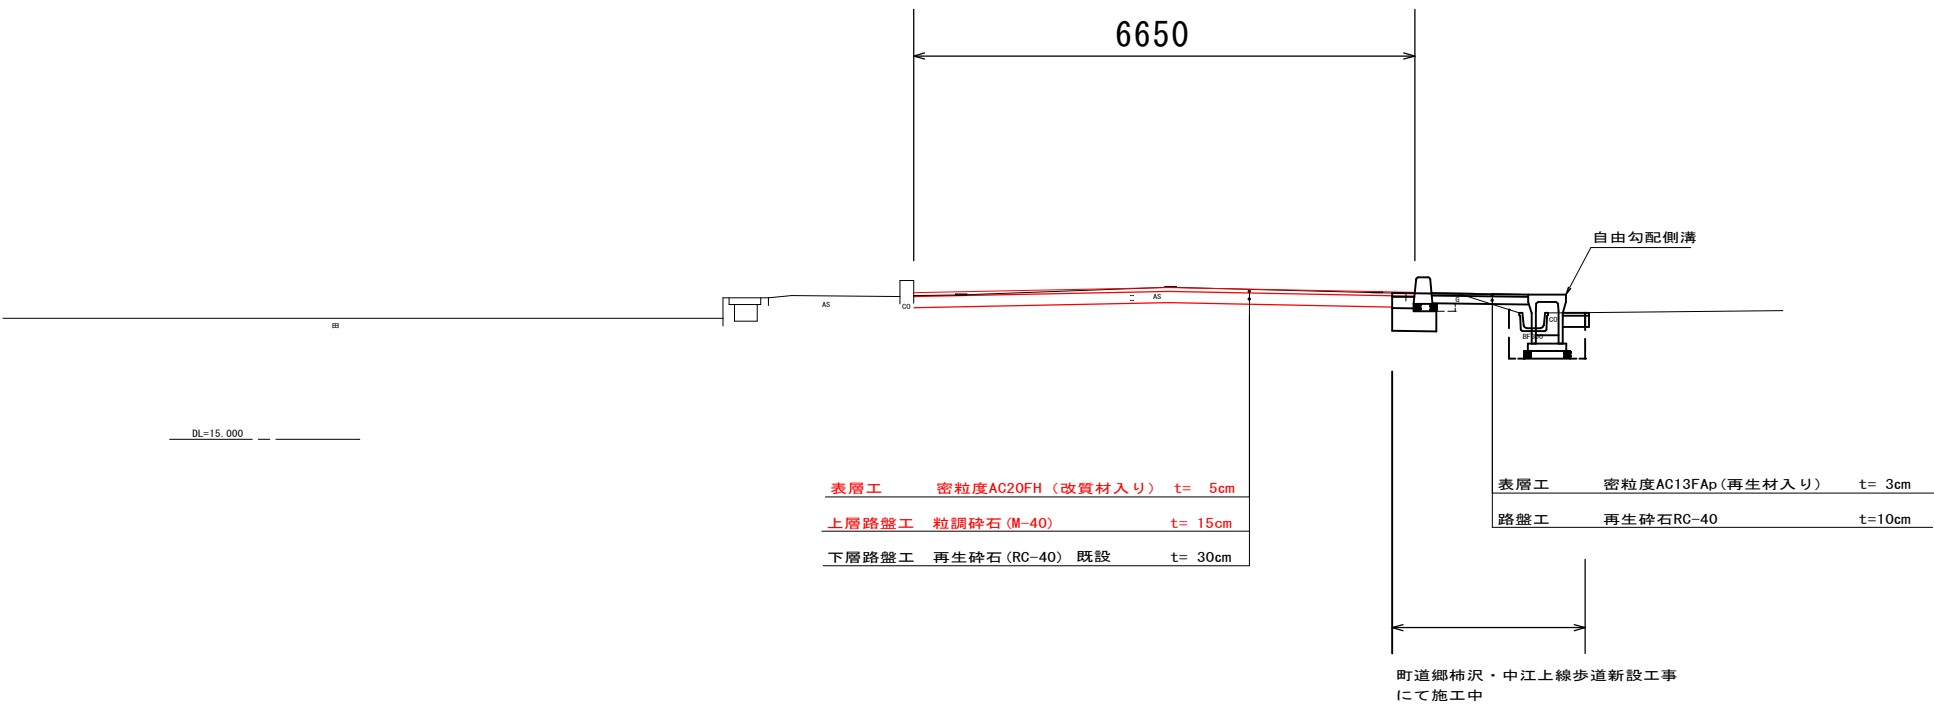 6650
自由勾配側溝
AS
CO
AS
G
CO
田
DL=15.000
表層工 密粒度AC20FH（改質材入り） t= 5cm
上層路盤工 粒調砕石(M-40) t= 15cm
下層路盤工 再生砕石(RC-40) 既設 t= 30cm
表層工 密粒度AC13FAp(再生材入り) t= 3cm
路盤工 再生砕石RC-40 t=10cm
町道郷柿沢・中江上線歩道新設工事
にて施工中